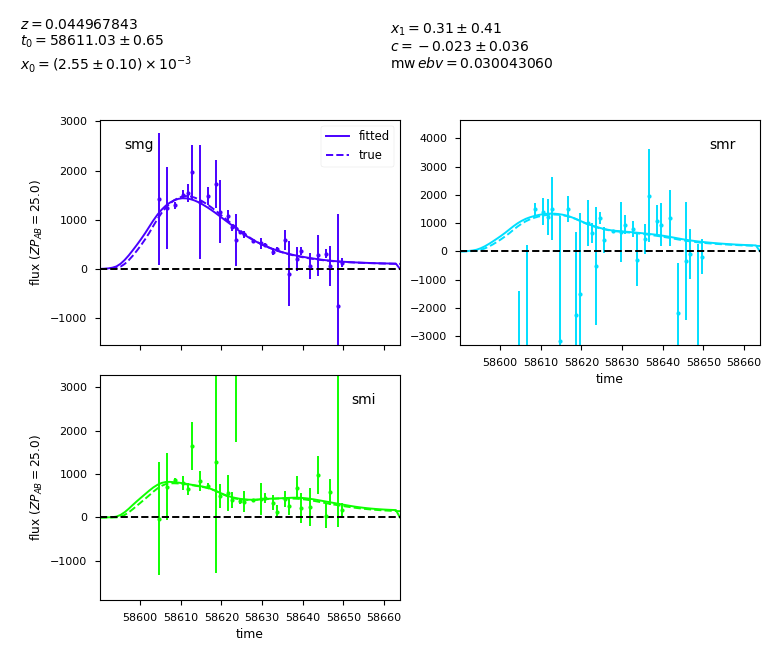 z = 0.044967843
t₀ = 58611.03 ± 0.65
x₀ = (2.55 ± 0.10) × 10⁻³
x₁ = 0.31 ± 0.41
c = −0.023 ± 0.036
mwebv = 0.030043060
smg
fitted
true
3000
2000
1000
0
−1000
flux (ZP_AB = 25.0)
smr
4000
3000
2000
1000
0
−1000
−2000
−3000
58600 58610 58620 58630 58640 58650 58660
time
smi
3000
2000
1000
0
−1000
flux (ZP_AB = 25.0)
58600 58610 58620 58630 58640 58650 58660
time